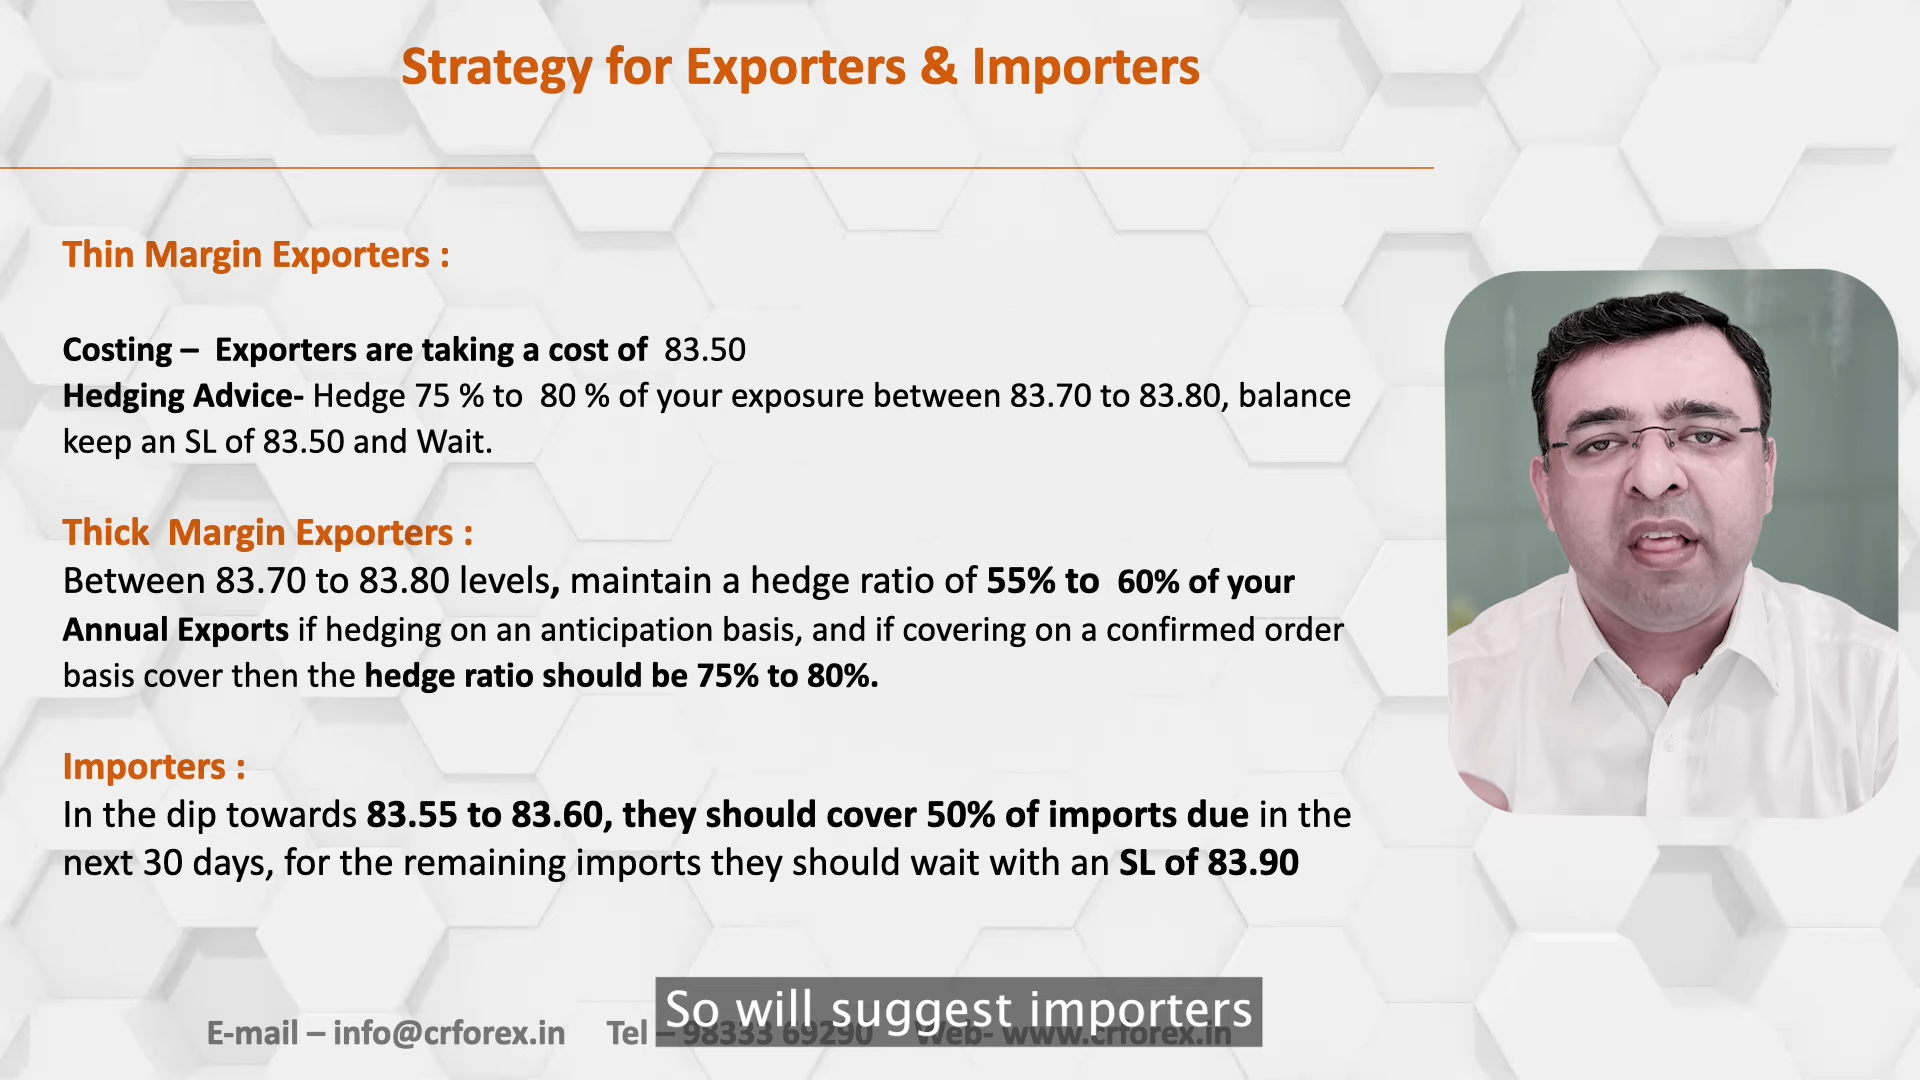 Strategy for Exporters & Importers
Thin Margin Exporters :
Costing – Exporters are taking a cost of 83.50
Hedging Advice- Hedge 75 % to 80 % of your exposure between 83.70 to 83.80, balance
keep an SL of 83.50 and Wait.
Thick Margin Exporters :
Between 83.70 to 83.80 levels, maintain a hedge ratio of 55% to 60% of your
Annual Exports if hedging on an anticipation basis, and if covering on a confirmed order
basis cover then the hedge ratio should be 75% to 80%.
Importers :
In the dip towards 83.55 to 83.60, they should cover 50% of imports due in the
next 30 days, for the remaining imports they should wait with an SL of 83.90
So will suggest importers
E-mail – info@crforex.in Tel – 98333 69290 Web- www.crforex.in